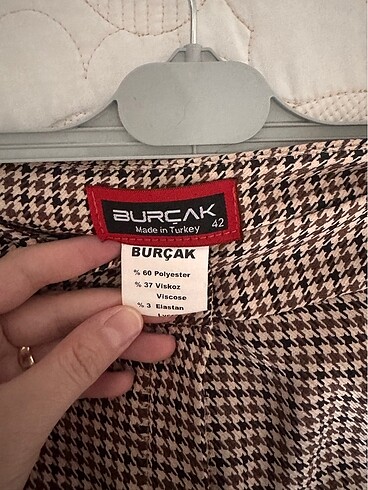 BURÇAK
Made in Turkey 42
BURÇAK
% 60 Polyester
% 37 Viskoz
Viscose
% 3 Elastan